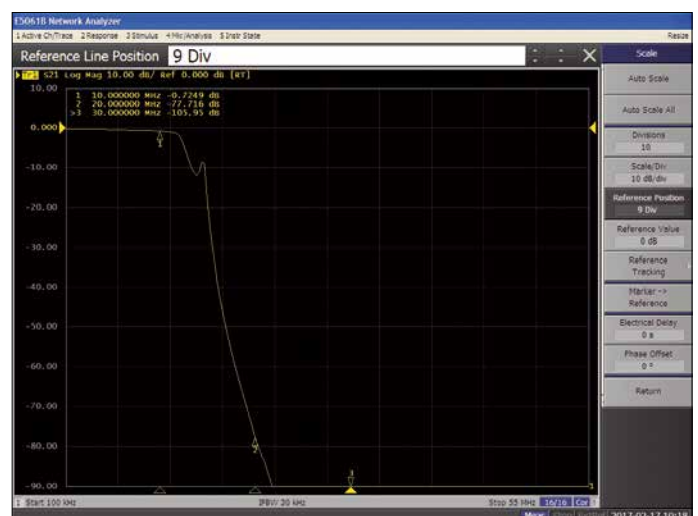 E5061B Network Analyzer
1 Active Ch/Trace 2 Response 3 Stimulus 4 Mkr/Analysis 5 Instr State
Resize
Reference Line Position 9 Div
Tr1 S21 Log Mag 10.00 dB/ Ref 0.000 dB [RT]
10.00
1 10.000000 MHz -0.7249 dB
2 20.000000 MHz -77.716 dB
>3 30.000000 MHz -105.95 dB
0.000
-10.00
-20.00
-30.00
-40.00
-50.00
-60.00
-70.00
-80.00
-90.00
1
2
3
1
1 Start 100 kHz
IFBW 20 kHz
Stop 55 MHz 16/16 Cor
Meas
2017-02-17 10:18
Scale
Auto Scale
Auto Scale All
Divisions
10
Scale/Div
10 dB/div
Reference Position
9 Div
Reference Value
0 dB
Reference
Tracking
Marker ->
Reference
Electrical Delay
0 s
Phase Offset
0 °
Return